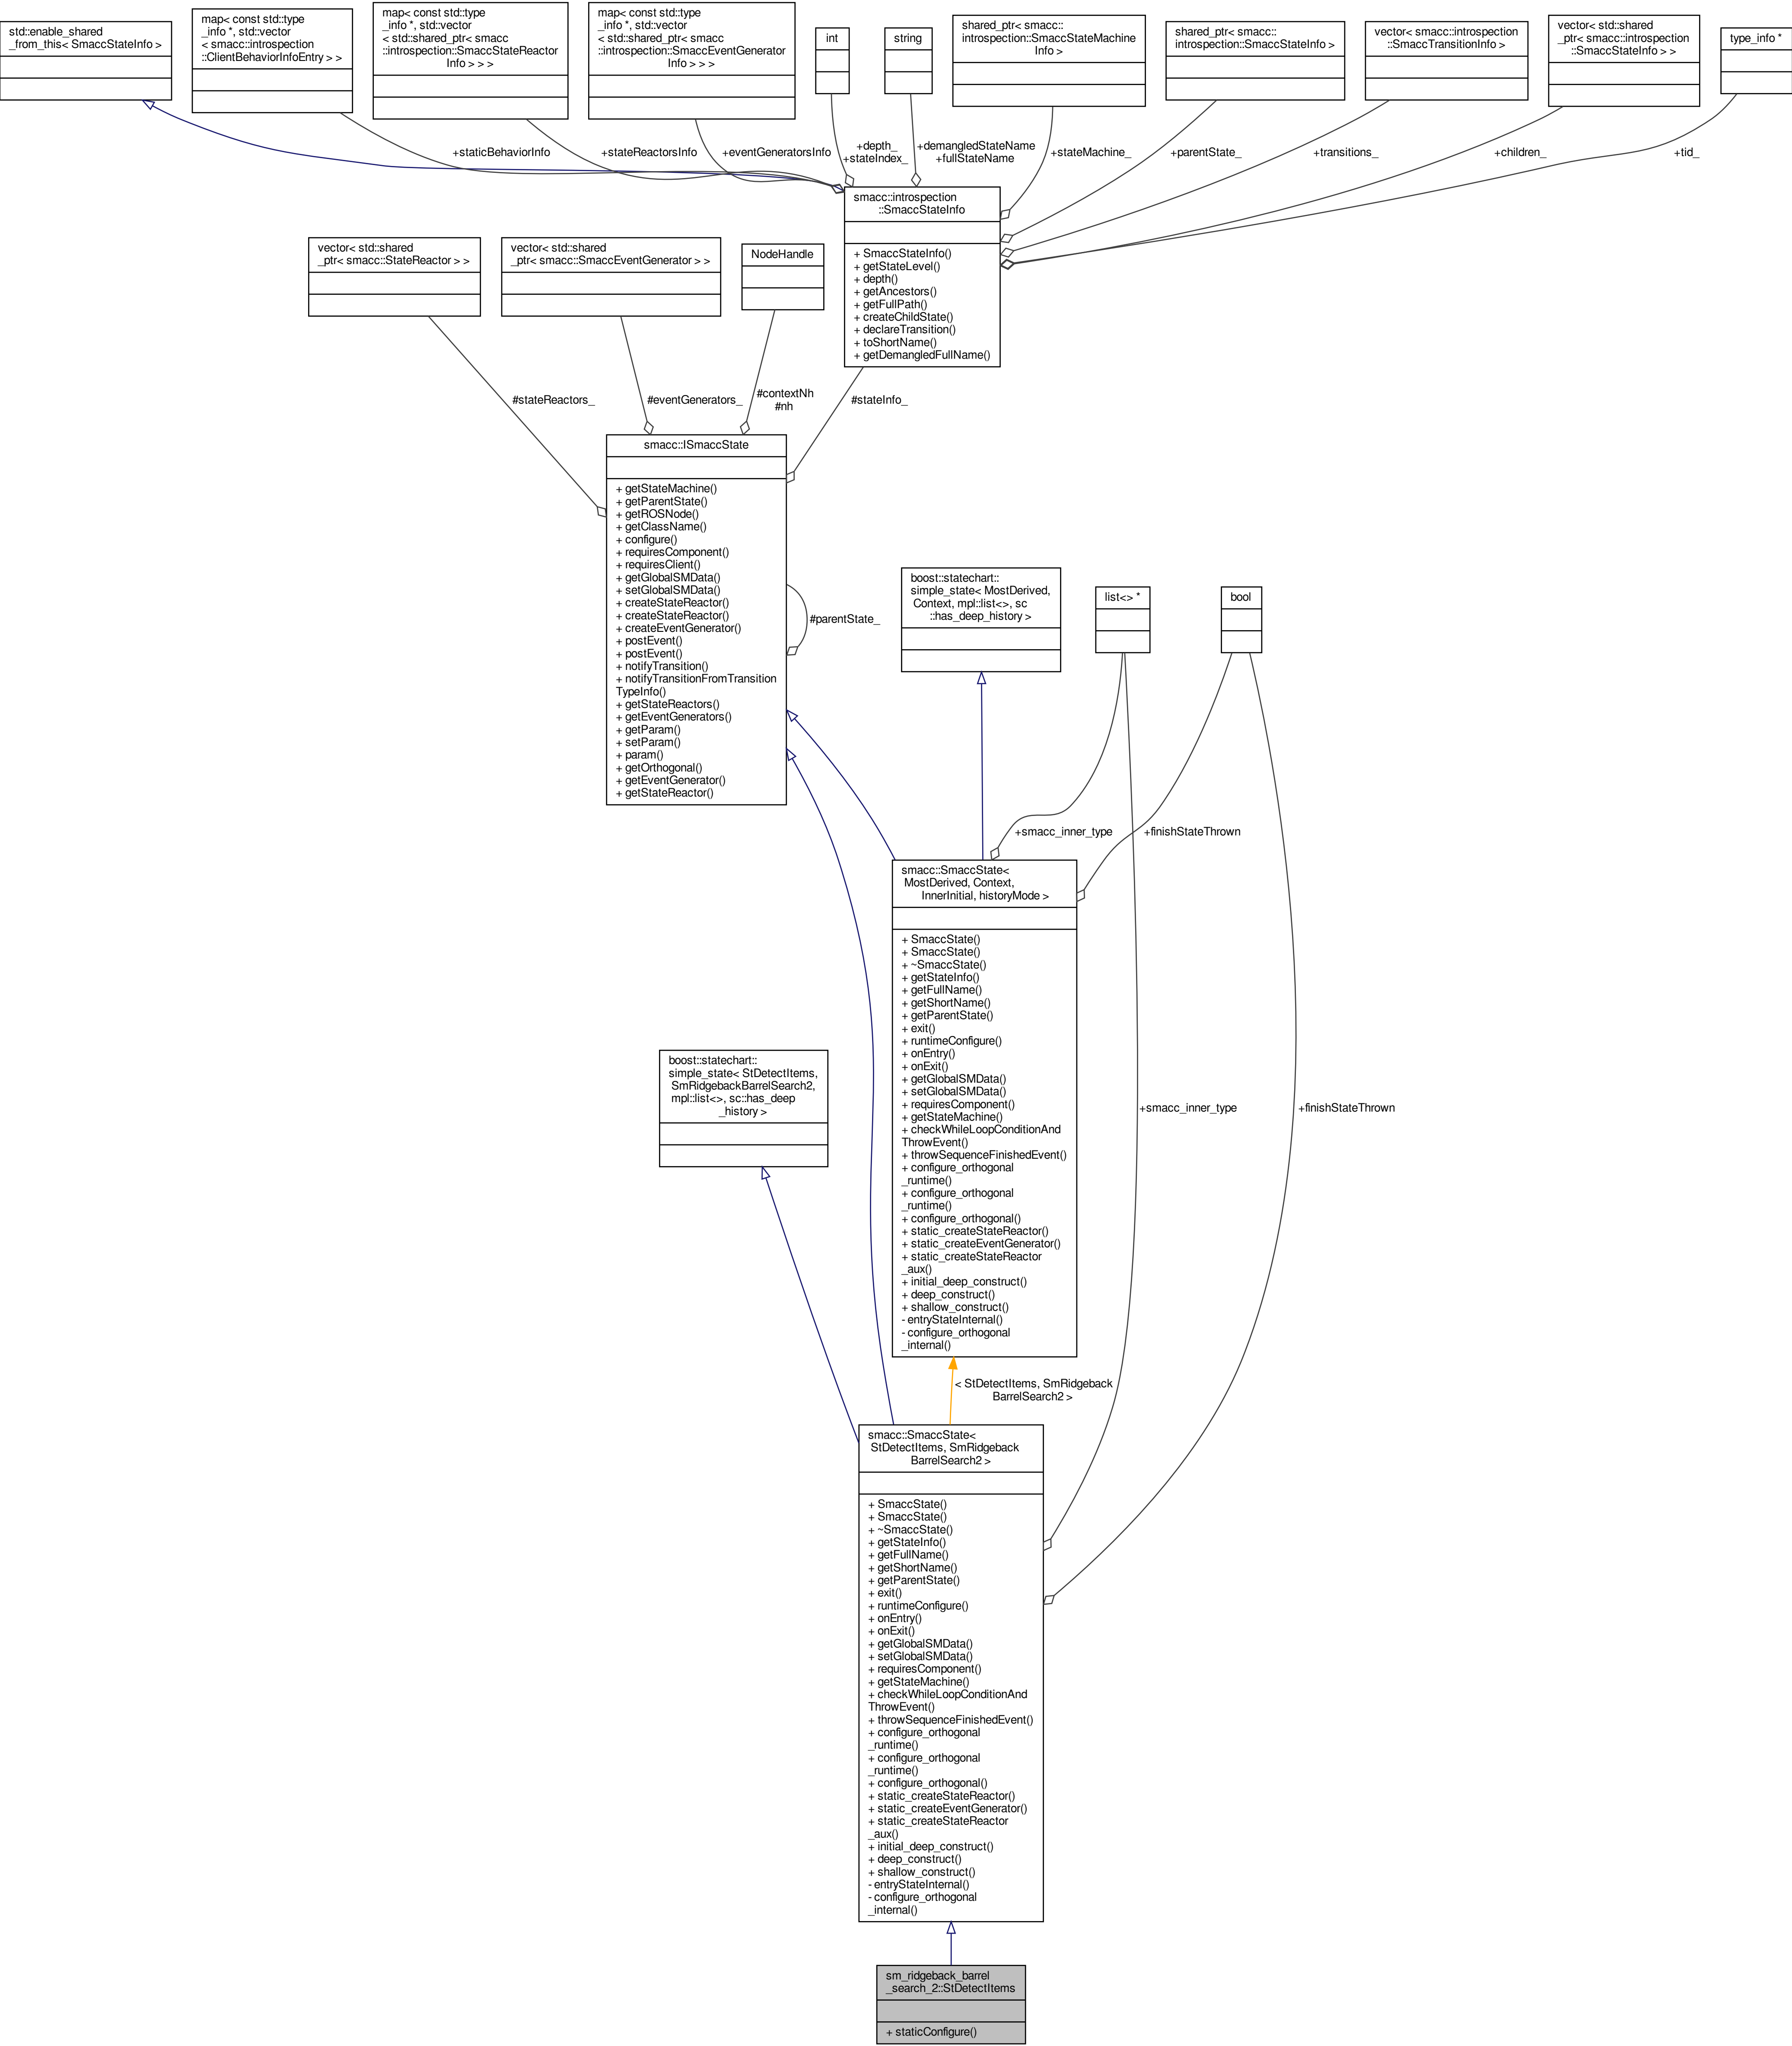 std::enable_shared
_from_this< SmaccStateInfo >
map< const std::type
_info *, std::vector
< smacc::introspection
::ClientBehaviorInfoEntry > >
map< const std::type
_info *, std::vector
< std::shared_ptr< smacc
::introspection::SmaccStateReactor
Info > > >
map< const std::type
_info *, std::vector
< std::shared_ptr< smacc
::introspection::SmaccEventGenerator
Info > > >
int
string
shared_ptr< smacc::
introspection::SmaccStateMachine
Info >
shared_ptr< smacc::
introspection::SmaccStateInfo >
vector< smacc::introspection
::SmaccTransitionInfo >
vector< std::shared
_ptr< smacc::introspection
::SmaccStateInfo > >
type_info *
+staticBehaviorInfo
+stateReactorsInfo
+eventGeneratorsInfo
+depth_
+stateIndex_
+demangledStateName
+fullStateName
+stateMachine_
+parentState_
+transitions_
+children_
+tid_
smacc::introspection
::SmaccStateInfo
+ SmaccStateInfo()
+ getStateLevel()
+ depth()
+ getAncestors()
+ getFullPath()
+ createChildState()
+ declareTransition()
+ toShortName()
+ getDemangledFullName()
vector< std::shared
_ptr< smacc::StateReactor > >
vector< std::shared
_ptr< smacc::SmaccEventGenerator > >
NodeHandle
#stateReactors_
#eventGenerators_
#contextNh
#nh
#stateInfo_
smacc::ISmaccState
+ getStateMachine()
+ getParentState()
+ getROSNode()
+ getClassName()
+ configure()
+ requiresComponent()
+ requiresClient()
+ getGlobalSMData()
+ setGlobalSMData()
+ createStateReactor()
+ createStateReactor()
+ createEventGenerator()
+ postEvent()
+ postEvent()
+ notifyTransition()
+ notifyTransitionFromTransition
TypeInfo()
+ getStateReactors()
+ getEventGenerators()
+ getParam()
+ setParam()
+ param()
+ getOrthogonal()
+ getEventGenerator()
+ getStateReactor()
#parentState_
boost::statechart::
simple_state< MostDerived,
Context, mpl::list<>, sc
::has_deep_history >
list<> *
bool
+smacc_inner_type
+finishStateThrown
smacc::SmaccState<
MostDerived, Context,
InnerInitial, historyMode >
+ SmaccState()
+ SmaccState()
+ ~SmaccState()
+ getStateInfo()
+ getFullName()
+ getShortName()
+ getParentState()
+ exit()
+ runtimeConfigure()
+ onEntry()
+ onExit()
+ getGlobalSMData()
+ setGlobalSMData()
+ requiresComponent()
+ getStateMachine()
+ checkWhileLoopConditionAnd
ThrowEvent()
+ throwSequenceFinishedEvent()
+ configure_orthogonal
_runtime()
+ configure_orthogonal
_runtime()
+ configure_orthogonal()
+ static_createStateReactor()
+ static_createEventGenerator()
+ static_createStateReactor
_aux()
+ initial_deep_construct()
+ deep_construct()
+ shallow_construct()
- entryStateInternal()
- configure_orthogonal
_internal()
boost::statechart::
simple_state< StDetectItems,
SmRidgebackBarrelSearch2,
mpl::list<>, sc::has_deep
_history >
+smacc_inner_type
+finishStateThrown
< StDetectItems, SmRidgeback
BarrelSearch2 >
smacc::SmaccState<
StDetectItems, SmRidgeback
BarrelSearch2 >
+ SmaccState()
+ SmaccState()
+ ~SmaccState()
+ getStateInfo()
+ getFullName()
+ getShortName()
+ getParentState()
+ exit()
+ runtimeConfigure()
+ onEntry()
+ onExit()
+ getGlobalSMData()
+ setGlobalSMData()
+ requiresComponent()
+ getStateMachine()
+ checkWhileLoopConditionAnd
ThrowEvent()
+ throwSequenceFinishedEvent()
+ configure_orthogonal
_runtime()
+ configure_orthogonal
_runtime()
+ configure_orthogonal()
+ static_createStateReactor()
+ static_createEventGenerator()
+ static_createStateReactor
_aux()
+ initial_deep_construct()
+ deep_construct()
+ shallow_construct()
- entryStateInternal()
- configure_orthogonal
_internal()
sm_ridgeback_barrel
_search_2::StDetectItems
+ staticConfigure()